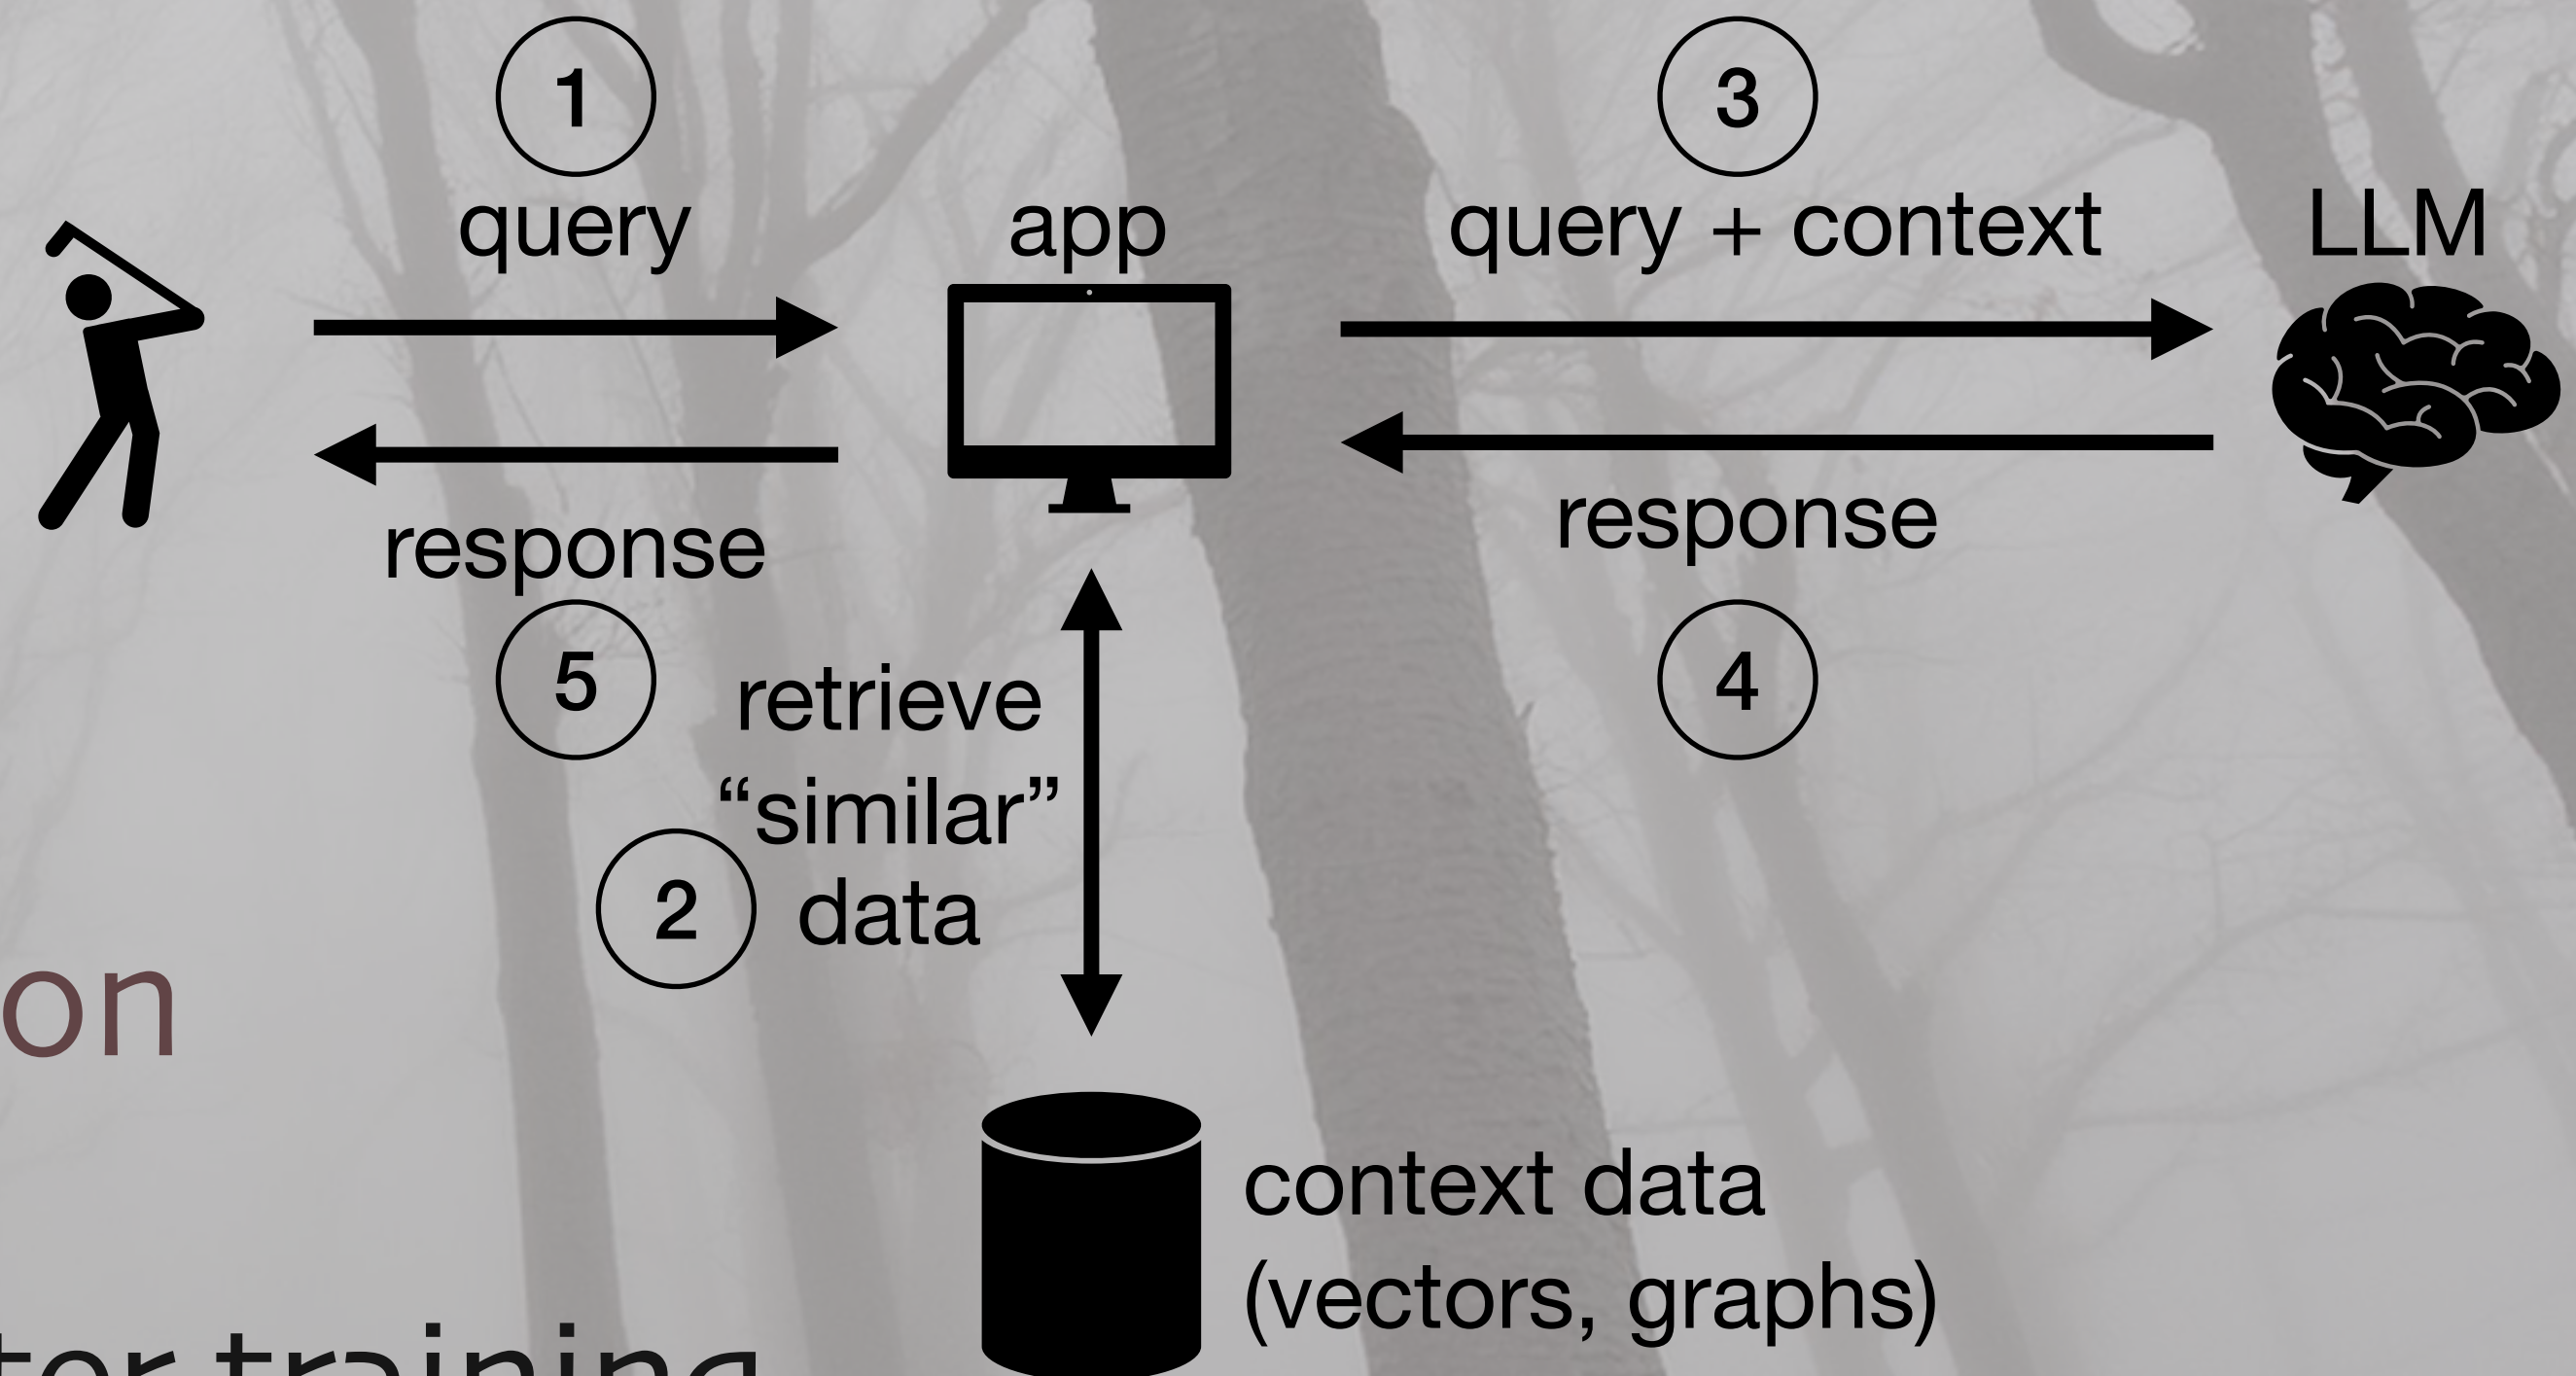 1
3
query
app
query + context
LLM
response
response
5
4
retrieve
“similar”
2
data
context data
(vectors, graphs)
training